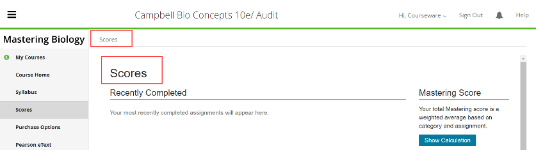 Campbell Bio Concepts 10e/ Audit
Hi, Courseware
Sign Out
Help
Mastering Biology
Scores
My Courses
Course Home
Syllabus
Scores
Purchase Options
Pearson eText
Scores
Recently Completed
Your most recently completed assignments will appear here.
Mastering Score
Your total Mastering score is a
weighted average based on
category and assignment.
Show Calculation